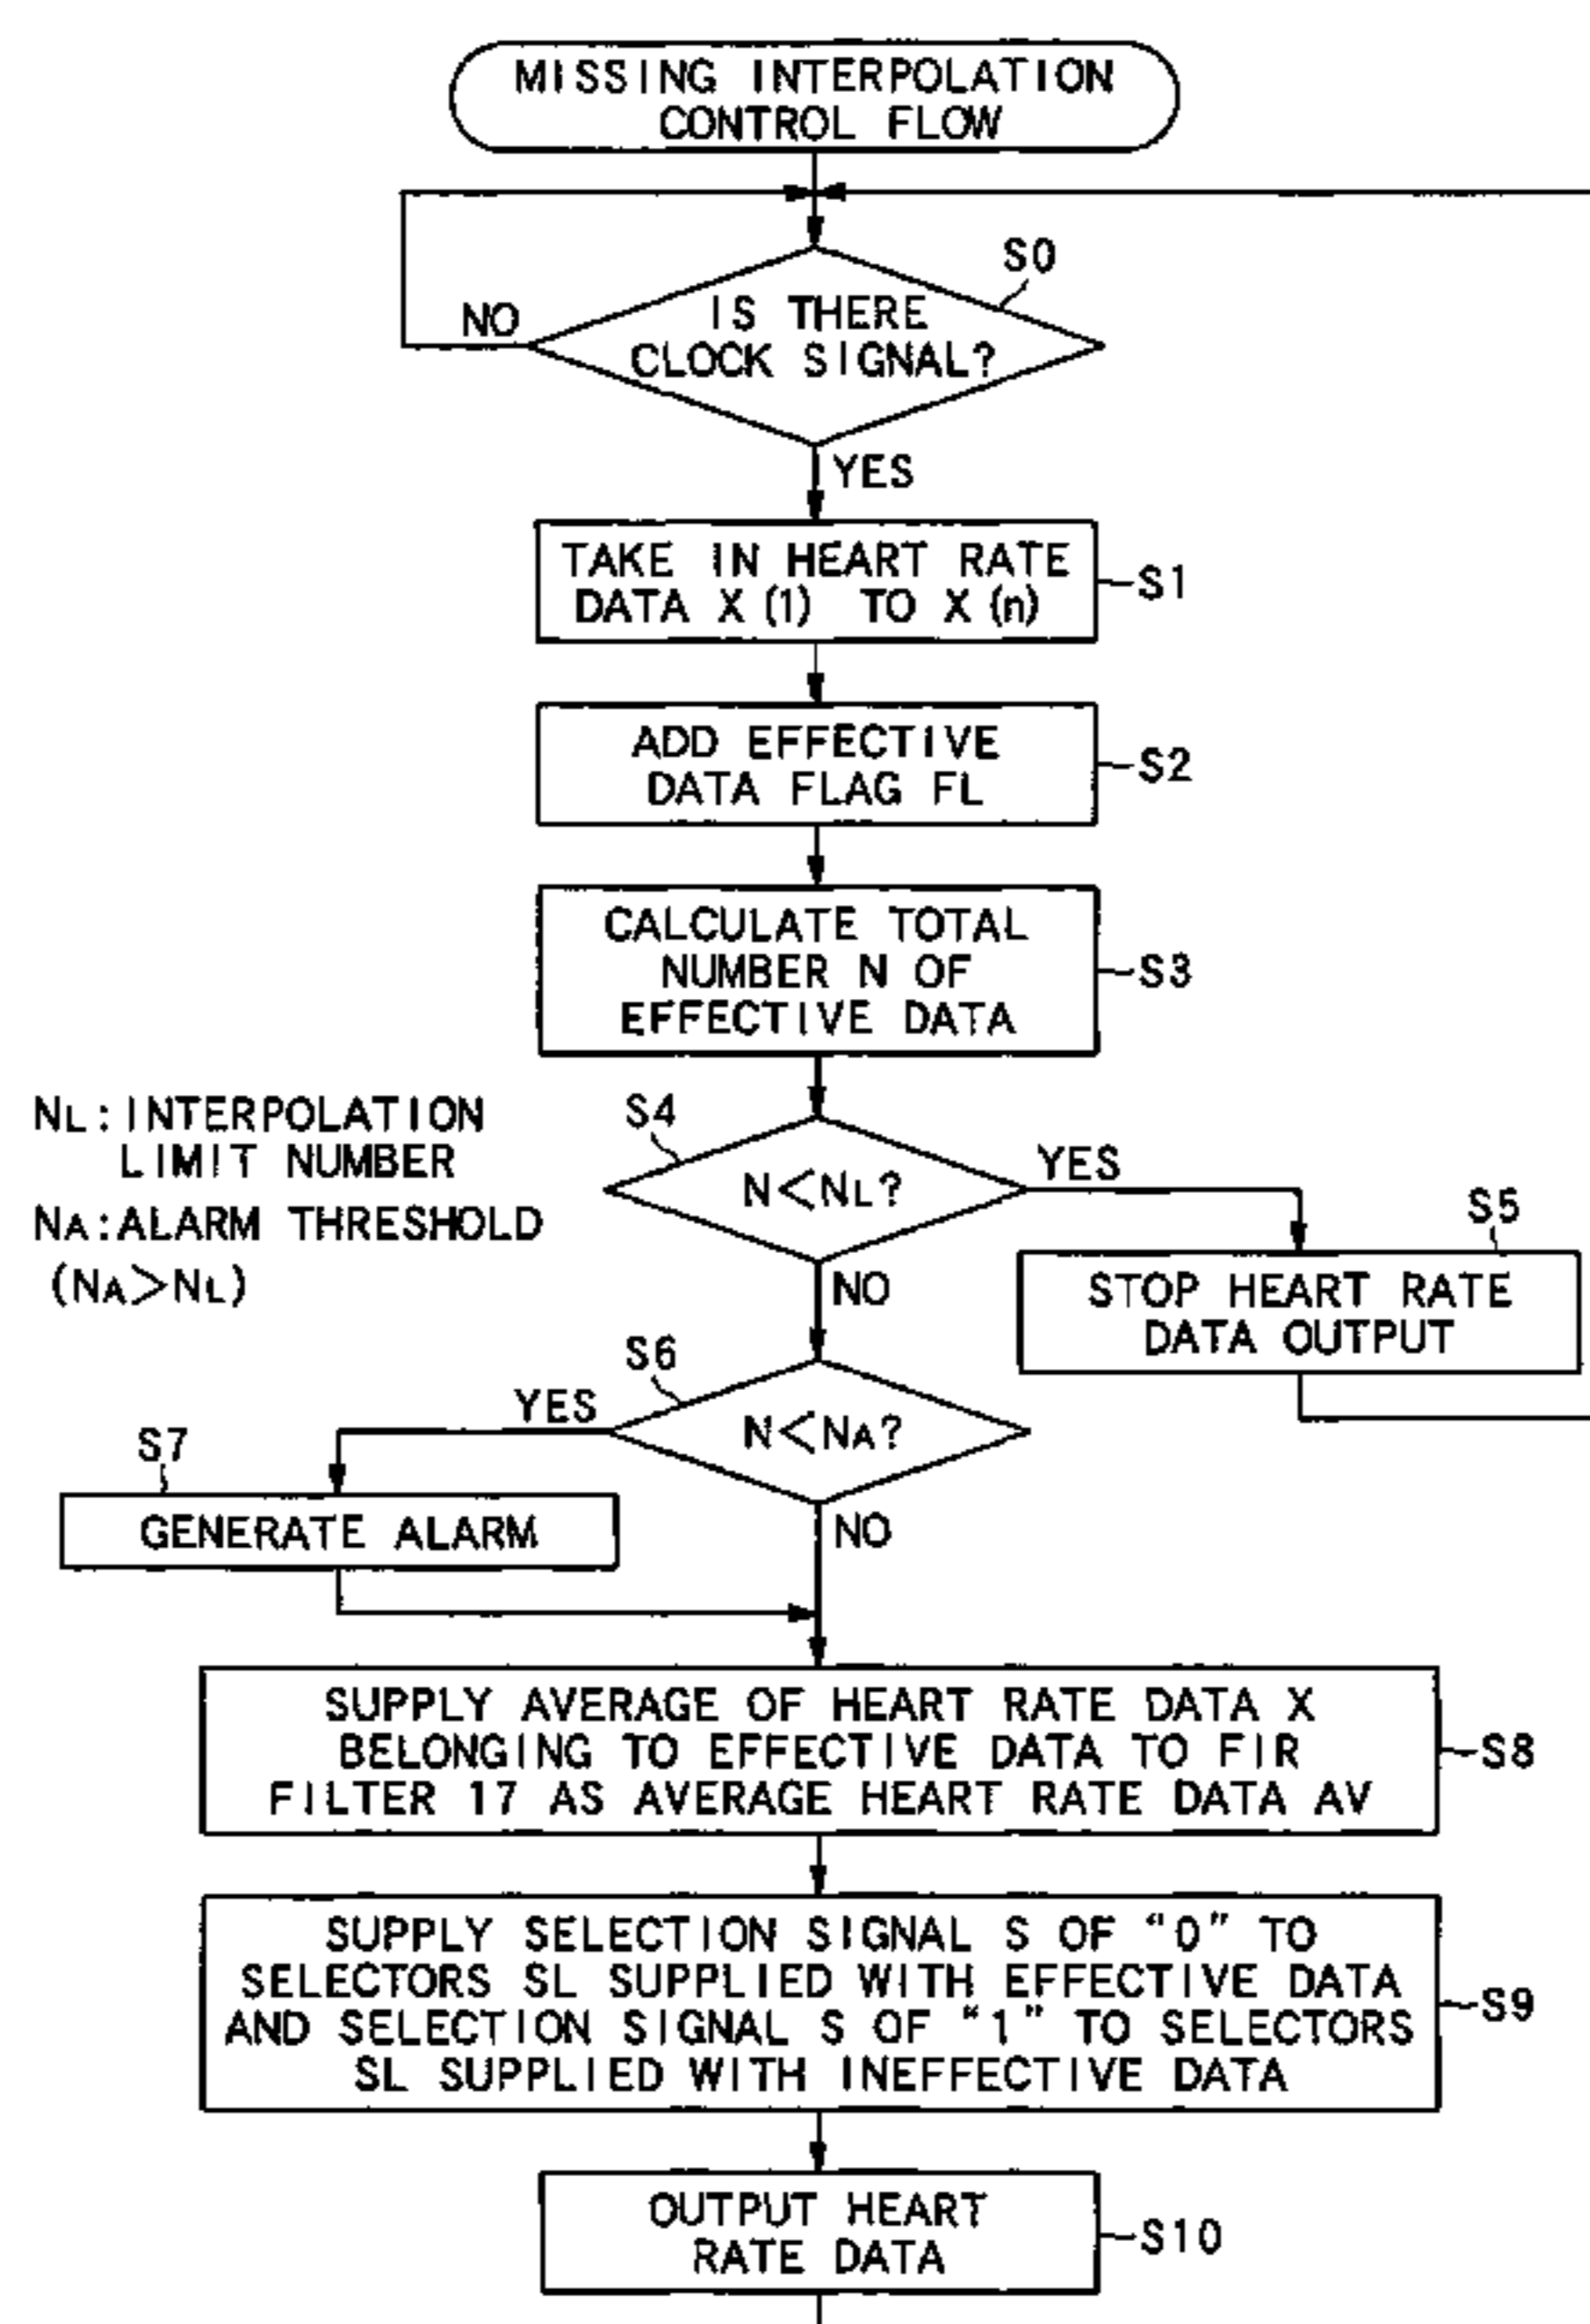 MISSING INTERPOLATION
CONTROL FLOW
S0
IS THERE
CLOCK SIGNAL?
NO
YES
TAKE IN HEART RATE
DATA X (1) TO X (n)
S1
ADD EFFECTIVE
DATA FLAG FL
S2
CALCULATE TOTAL
NUMBER N OF
EFFECTIVE DATA
S3
NL: INTERPOLATION
LIMIT NUMBER
NA: ALARM THRESHOLD
(NA>NL)
S4
N<NL?
YES
NO
S5
STOP HEART RATE
DATA OUTPUT
S6
N<NA?
YES
NO
S7
GENERATE ALARM
SUPPLY AVERAGE OF HEART RATE DATA X
BELONGING TO EFFECTIVE DATA TO FIR
FILTER 17 AS AVERAGE HEART RATE DATA AV
S8
SUPPLY SELECTION SIGNAL S OF “0” TO
SELECTORS SL SUPPLIED WITH EFFECTIVE DATA
AND SELECTION SIGNAL S OF “1” TO SELECTORS
SL SUPPLIED WITH INEFFECTIVE DATA
S9
OUTPUT HEART
RATE DATA
S10